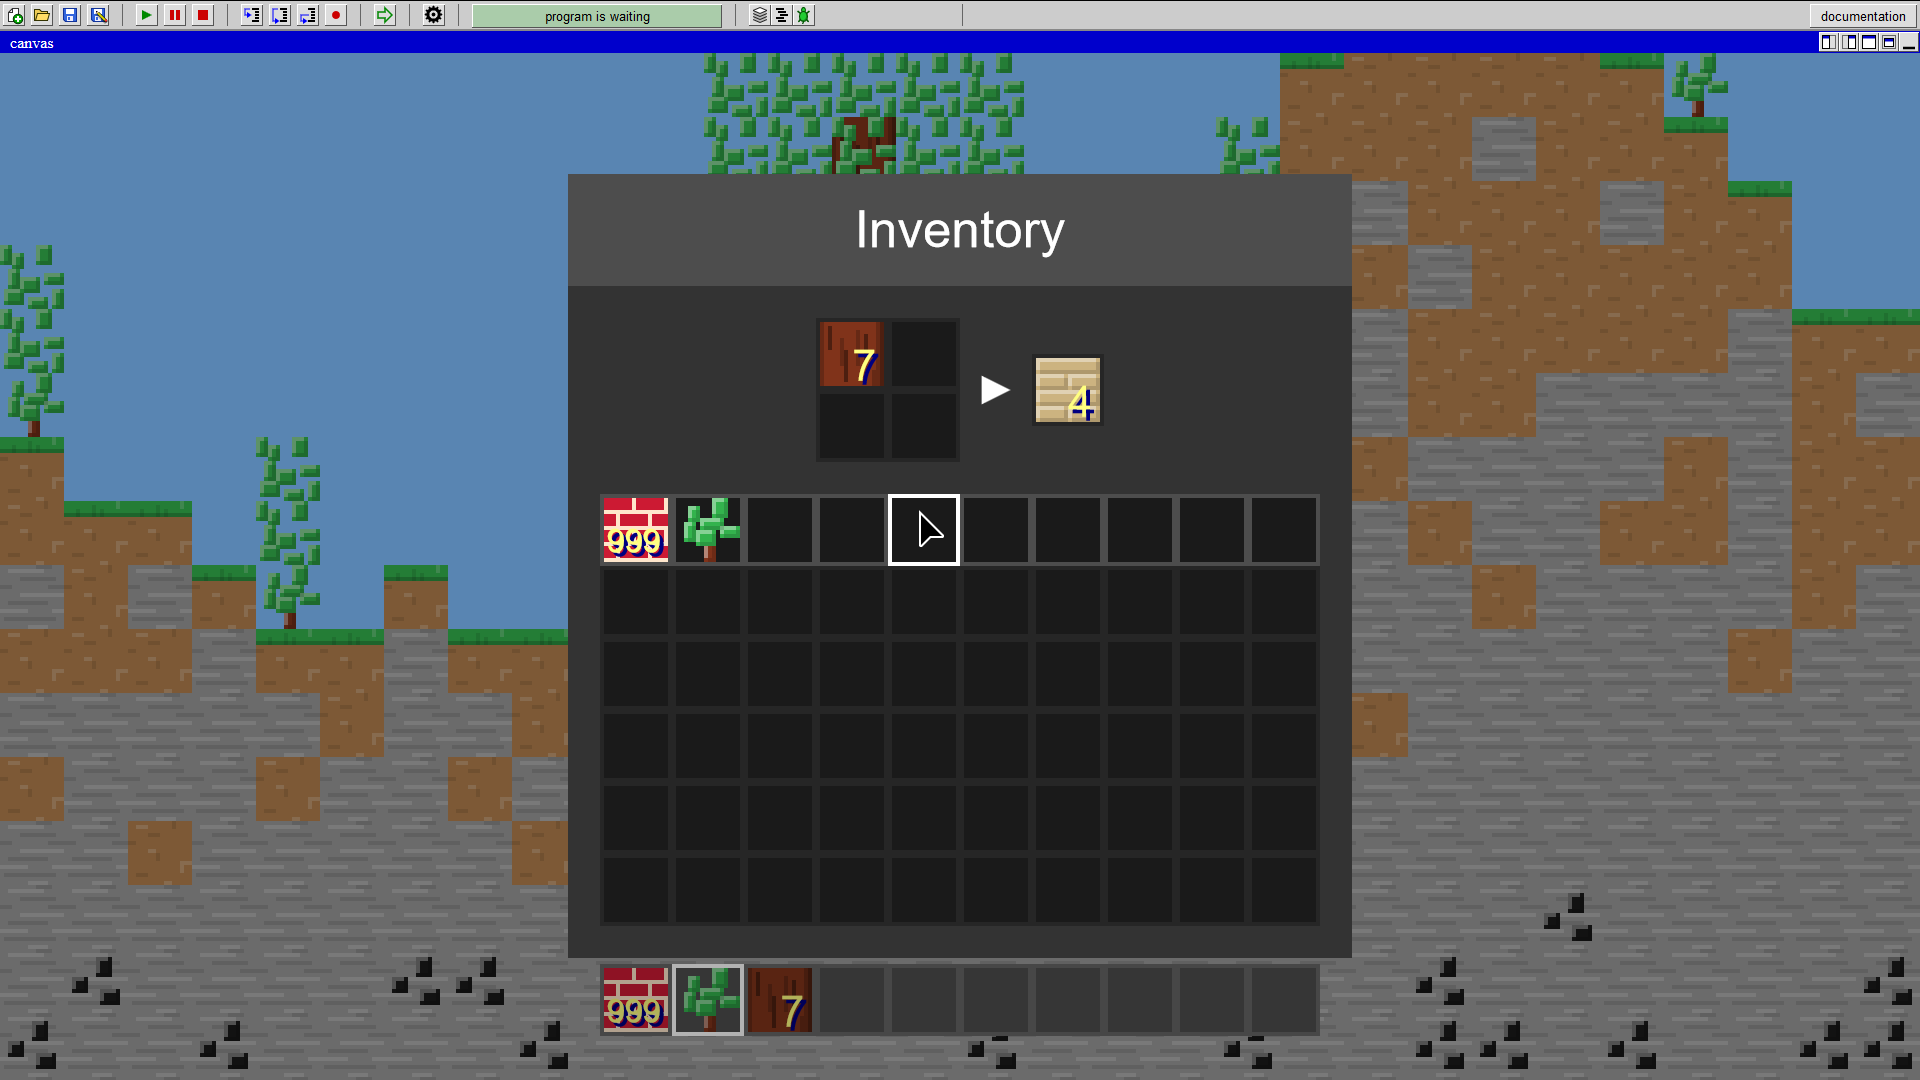 program is waiting
documentation
canvas
Inventory
7
4
999
999
7